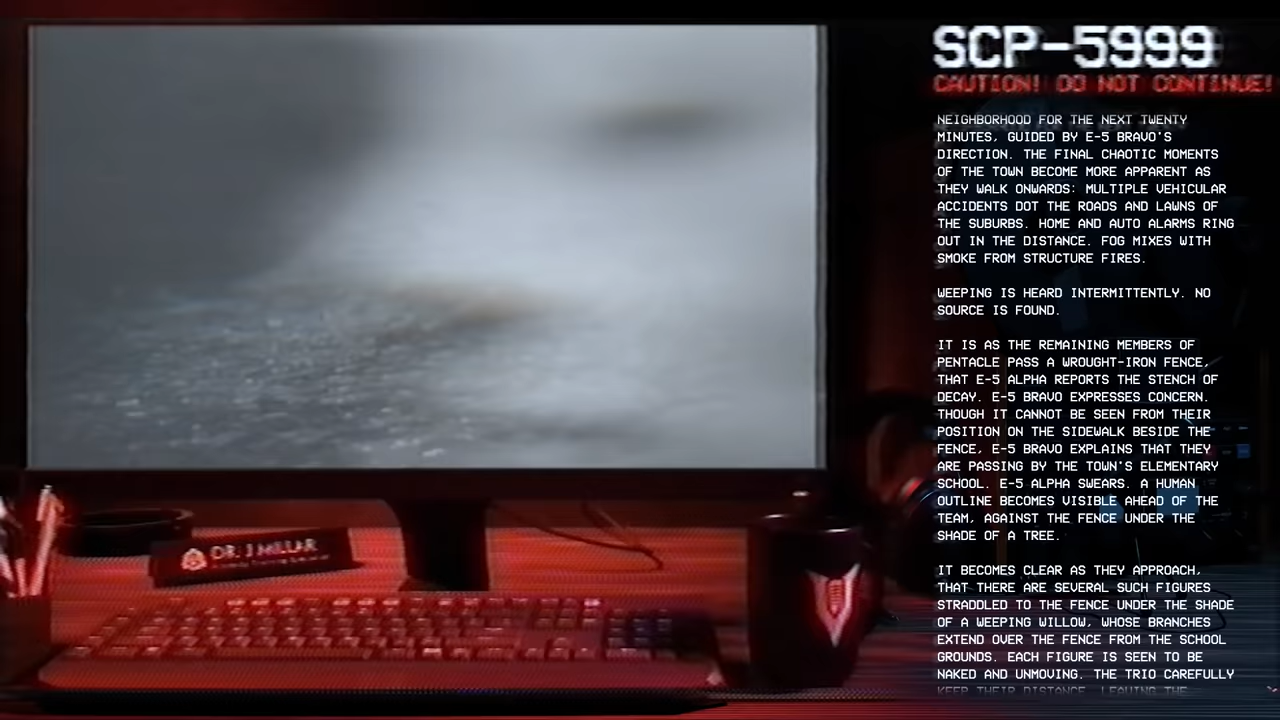 SCP-5999
CAUTION! DO NOT CONTINUE!
NEIGHBORHOOD FOR THE NEXT TWENTY
MINUTES, GUIDED BY E-5 BRAVO'S
DIRECTION. THE FINAL CHAOTIC MOMENTS
OF THE TOWN BECOME MORE APPARENT AS
THEY WALK ONWARDS: MULTIPLE VEHICULAR
ACCIDENTS DOT THE ROADS AND LAWNS OF
THE SUBURBS. HOME AND AUTO ALARMS RING
OUT IN THE DISTANCE. FOG MIXES WITH
SMOKE FROM STRUCTURE FIRES.
WEEPING IS HEARD INTERMITTENTLY. NO
SOURCE IS FOUND.
IT IS AS THE REMAINING MEMBERS OF
PENTACLE PASS A WROUGHT-IRON FENCE,
THAT E-5 ALPHA REPORTS THE STENCH OF
DECAY. E-5 BRAVO EXPRESSES CONCERN.
THOUGH IT CANNOT BE SEEN FROM THEIR
POSITION ON THE SIDEWALK BESIDE THE
FENCE, E-5 BRAVO EXPLAINS THAT THEY
ARE PASSING BY THE TOWN'S ELEMENTARY
SCHOOL. E-5 ALPHA SWEARS. A HUMAN
OUTLINE BECOMES VISIBLE AHEAD OF THE
TEAM, AGAINST THE FENCE UNDER THE
SHADE OF A TREE.
IT BECOMES CLEAR AS THEY APPROACH,
THAT THERE ARE SEVERAL SUCH FIGURES
STRADDLED TO THE FENCE UNDER THE SHADE
OF A WEEPING WILLOW, WHOSE BRANCHES
EXTEND OVER THE FENCE FROM THE SCHOOL
GROUNDS. EACH FIGURE IS SEEN TO BE
NAKED AND UNMOVING. THE TRIO CAREFULLY
KEEP THEIR DISTANCE, LEAVING THE
DR. J MILLAR